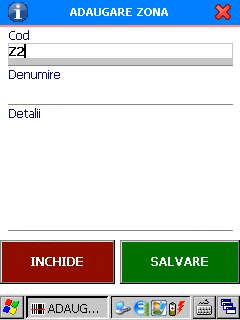 ADAUGARE ZONA
Cod
Z2
Denumire
Detalii
INCHIDE
SALVARE
ADAUG...